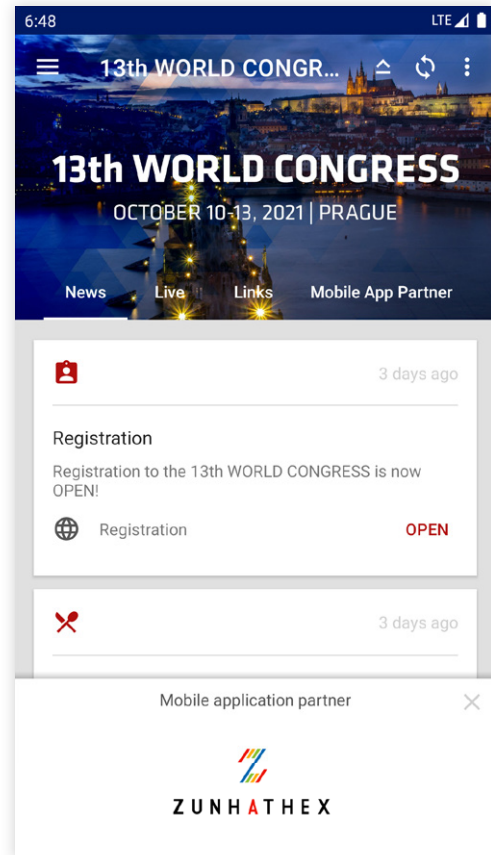 6:48
LTE
13th WORLD CONGR...
13th WORLD CONGRESS
OCTOBER 10-13, 2021 | PRAGUE
News Live Links Mobile App Partner
3 days ago
Registration
Registration to the 13th WORLD CONGRESS is now
OPEN!
Registration OPEN
3 days ago
Mobile application partner
ZUNHATHEX